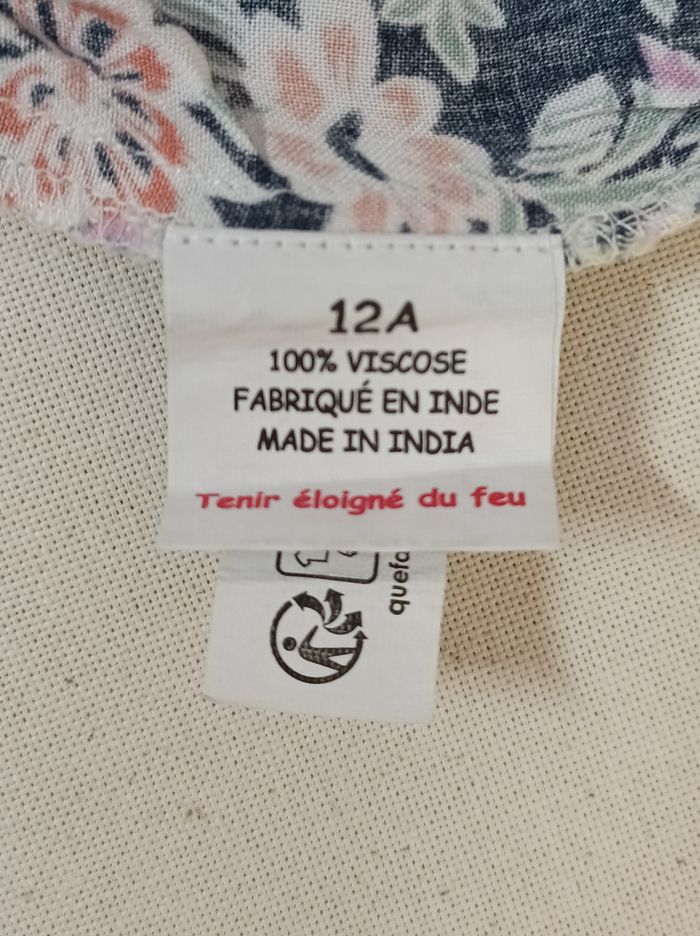 12A
100% VISCOSE
FABRIQUÉ EN INDE
MADE IN INDIA
Tenir éloigné du feu